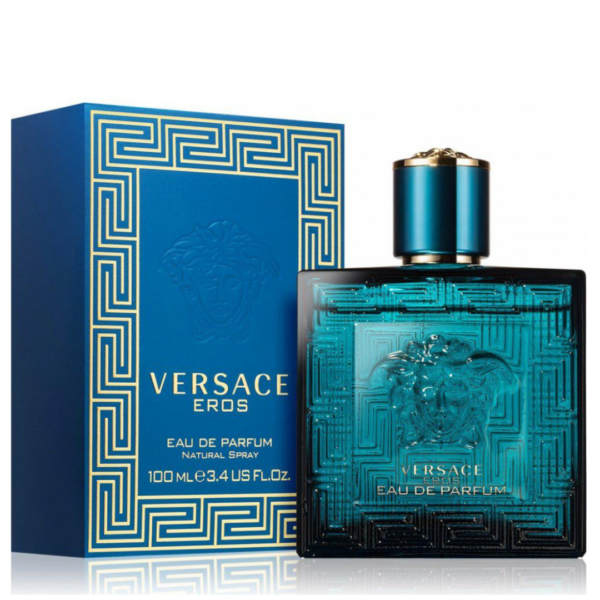 VERSACE
EROS
EAU DE PARFUM
NATURAL SPRAY
100 ML ℮ 3.4 US FL.OZ.
VERSACE
EROS
EAU DE PARFUM